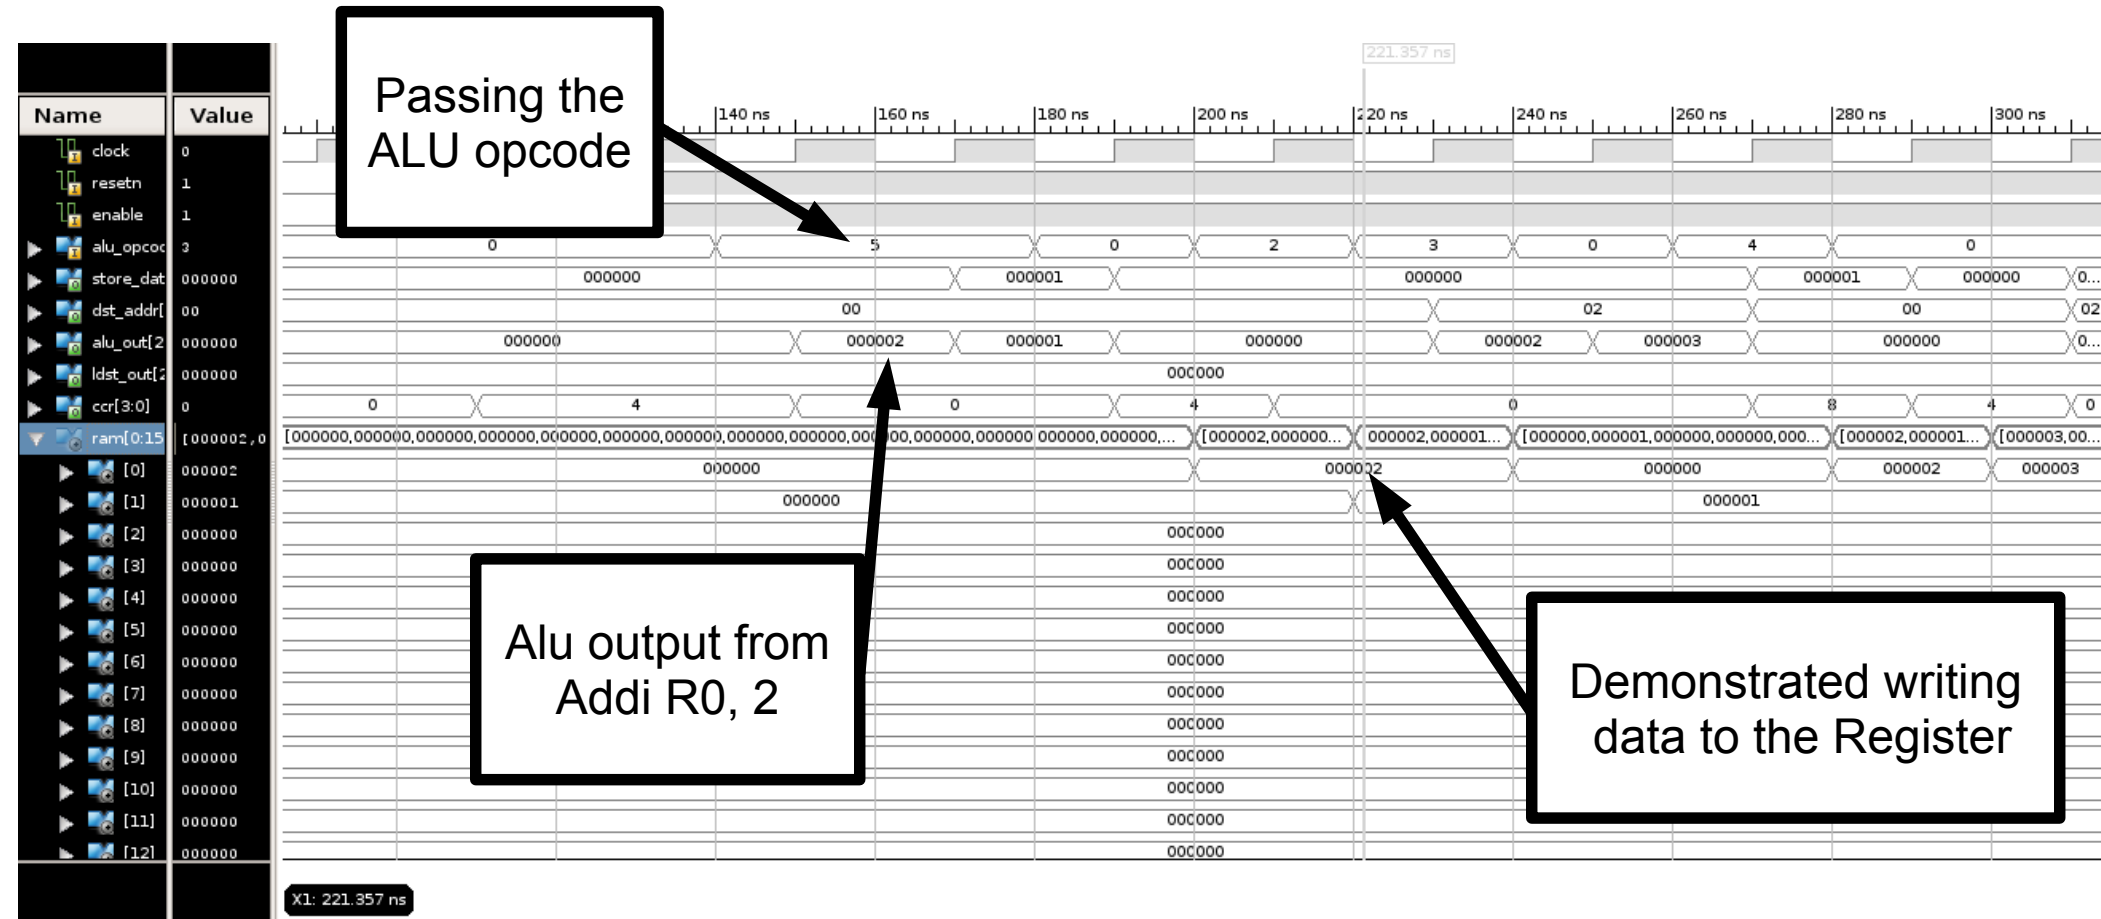 221.357 ns
Passing the
ALU opcode
Name Value
140 ns 160 ns 180 ns 200 ns 220 ns 240 ns 260 ns 280 ns 300 ns
clock 0
resetn 1
enable 1
alu_opcoc 3 0 5 0 2 3 0 4 0
store_dat 000000 000000 000001 000000 000001 000000 0...
dst_addr[ 00 00 02 00 02
alu_out[2 000000 000000 000002 000001 000000 000002 000003 000000 0...
ldst_out[2 000000 000000
ccr[3:0] 0 0 4 0 4 0 8 4 0
ram[0:15 [000002,0 [000000,000000,000000,000000,000000,000000,000000,000000,000000,000000,000000,000000,... [000002,000000... 000002,000001... [000000,000001,000000,000000,000... [000002,000001... [000003,00...
[0] 000002 000000 000002 000000 000002 000003
[1] 000001 000000 000001
[2] 000000 000000
[3] 000000 000000
[4] 000000 000000
[5] 000000 000000
[6] 000000 000000
[7] 000000 000000
[8] 000000 000000
[9] 000000 000000
[10] 000000 000000
[11] 000000 000000
[12] 000000 000000
Alu output from
Addi R0, 2
Demonstrated writing
data to the Register
X1: 221.357 ns